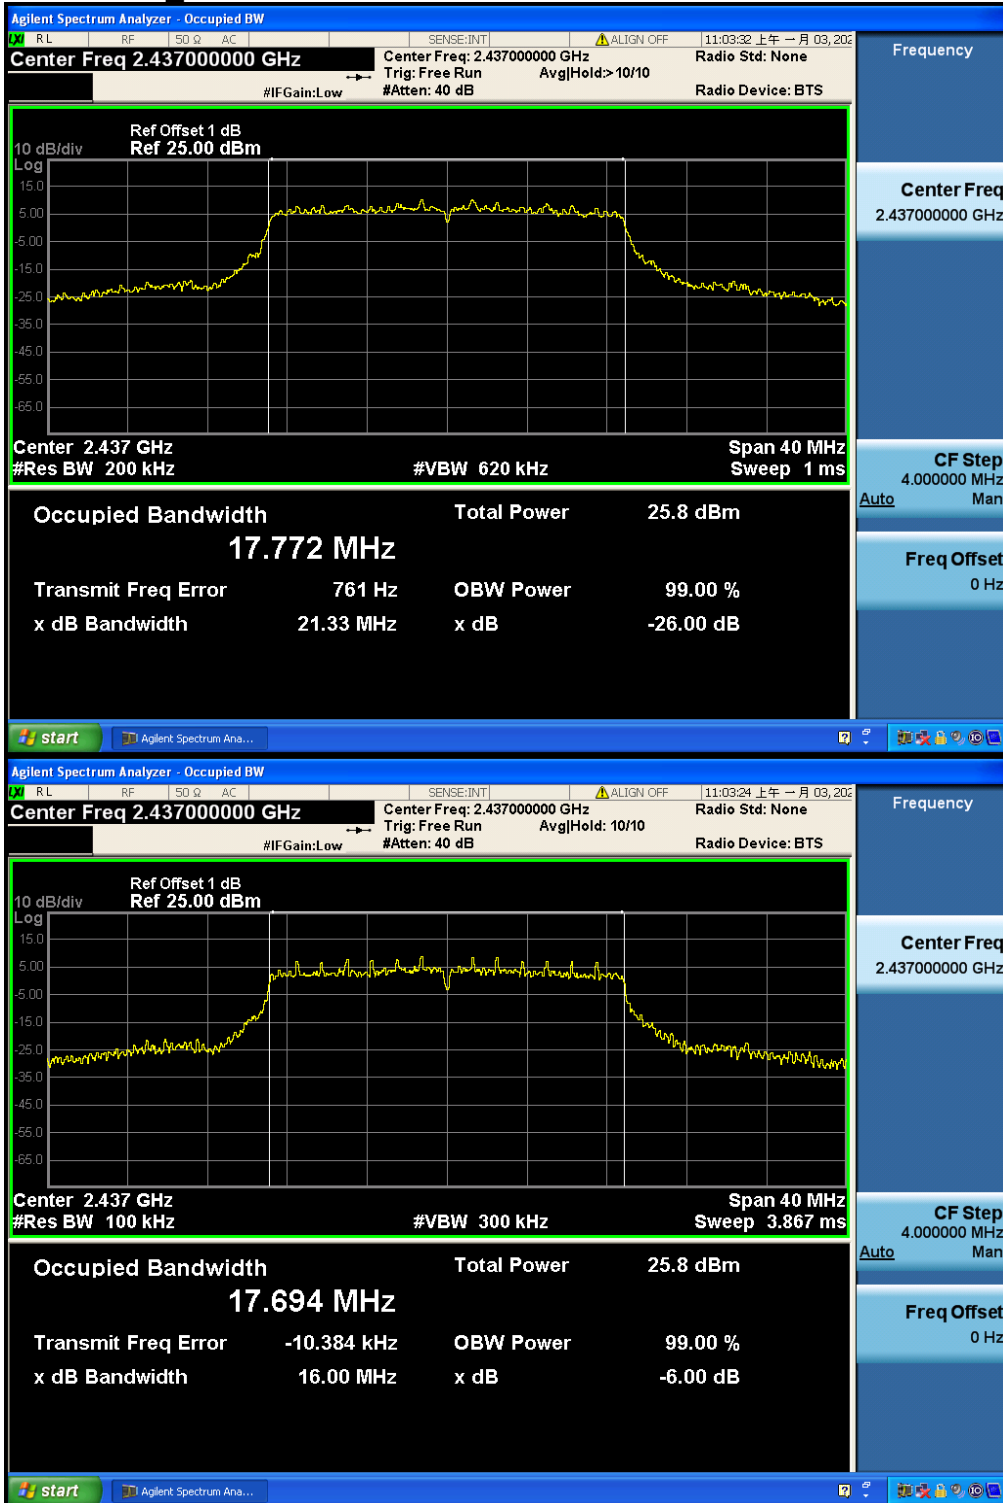 Agilent Spectrum Analyzer - Occupied BW
LXI RL RF 50 Ω AC SENSE:INT ALIGN OFF 11:03:32 上午 一月 03, 202
Center Freq 2.437000000 GHz
Center Freq: 2.437000000 GHz
Radio Std: None
Trig: Free Run Avg|Hold:>10/10
#IFGain:Low #Atten: 40 dB Radio Device: BTS
Frequency
Ref Offset 1 dB
10 dB/div Ref 25.00 dBm
Log
15.0
5.00
-5.00
-15.0
-25.0
-35.0
-45.0
-55.0
-65.0
Center Freq
2.437000000 GHz
Center 2.437 GHz Span 40 MHz
#Res BW 200 kHz #VBW 620 kHz Sweep 1 ms
CF Step
4.000000 MHz
Auto Man
Occupied Bandwidth Total Power 25.8 dBm
17.772 MHz
Freq Offset
0 Hz
Transmit Freq Error 761 Hz OBW Power 99.00 %
x dB Bandwidth 21.33 MHz x dB -26.00 dB
start Agilent Spectrum Ana...
Agilent Spectrum Analyzer - Occupied BW
LXI RL RF 50 Ω AC SENSE:INT ALIGN OFF 11:03:24 上午 一月 03, 202
Center Freq 2.437000000 GHz
Center Freq: 2.437000000 GHz
Radio Std: None
Trig: Free Run Avg|Hold: 10/10
#IFGain:Low #Atten: 40 dB Radio Device: BTS
Frequency
Ref Offset 1 dB
10 dB/div Ref 25.00 dBm
Log
15.0
5.00
-5.00
-15.0
-25.0
-35.0
-45.0
-55.0
-65.0
Center Freq
2.437000000 GHz
Center 2.437 GHz Span 40 MHz
#Res BW 100 kHz #VBW 300 kHz Sweep 3.867 ms
CF Step
4.000000 MHz
Auto Man
Occupied Bandwidth Total Power 25.8 dBm
17.694 MHz
Freq Offset
0 Hz
Transmit Freq Error -10.384 kHz OBW Power 99.00 %
x dB Bandwidth 16.00 MHz x dB -6.00 dB
start Agilent Spectrum Ana...